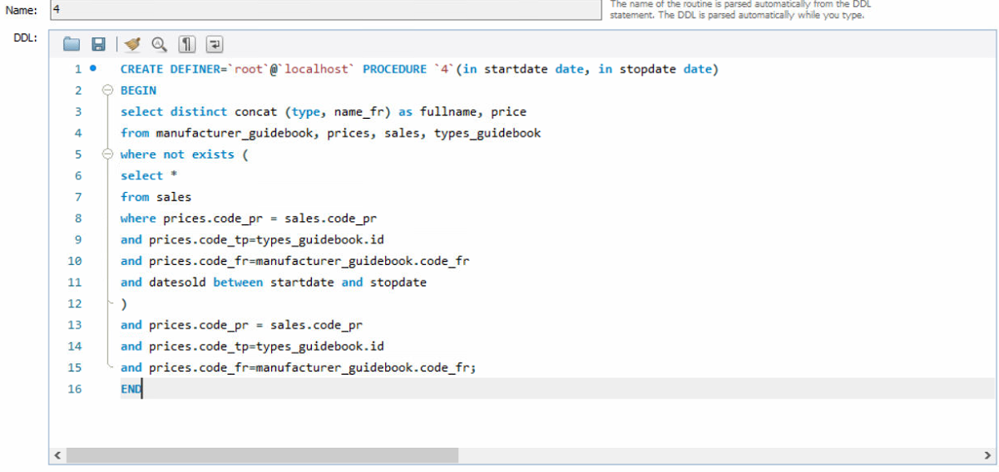 Name: 4
The name of the routine is parsed automatically from the DDL
statement. The DDL is parsed automatically while you type.
DDL:
1 CREATE DEFINER=`root`@`localhost` PROCEDURE `4`(in startdate date, in stopdate date)
2 BEGIN
3 select distinct concat (type, name_fr) as fullname, price
4 from manufacturer_guidebook, prices, sales, types_guidebook
5 where not exists (
6 select *
7 from sales
8 where prices.code_pr = sales.code_pr
9 and prices.code_tp=types_guidebook.id
10 and prices.code_fr=manufacturer_guidebook.code_fr
11 and datesold between startdate and stopdate
12 )
13 and prices.code_pr = sales.code_pr
14 and prices.code_tp=types_guidebook.id
15 and prices.code_fr=manufacturer_guidebook.code_fr;
16 END